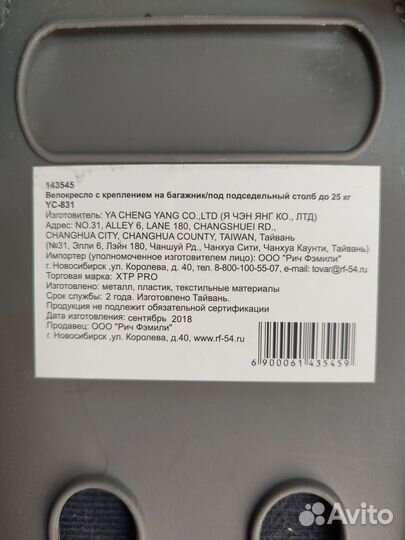 143545
Велокресло с креплением на багажник/под подседельный столб до 25 кг
YC-831
Изготовитель: YA CHENG YANG CO.,LTD (Я ЧЭН ЯНГ КО., ЛТД)
Адрес: NO.31, ALLEY 6, LANE 180, CHANGSHUEI RD.,
CHANGHUA CITY, CHANGHUA COUNTY, TAIWAN, Тайвань
(№31, Элли 6, Лэйн 180, Чаншуй Рд., Чанхуа Сити, Чанхуа Каунти, Тайвань)
Импортер (уполномоченное изготовителем лицо): ООО "Рич Фэмили"
г. Новосибирск ,ул. Королева, д.40, тел. 8-800-100-55-07, e-mail: tovar@rf-54.ru
Торговая марка: XTP PRO
Изготовлено: металл, пластик, текстильные материалы
Срок службы: 2 года. Изготовлено Тайвань.
Продукция не подлежит обязательной сертификации
Дата изготовления: сентябрь 2018
Продавец: ООО "Рич Фэмили"
г. Новосибирск ,ул. Королева, д.40, www.rf-54.ru
6900061435459
Avito